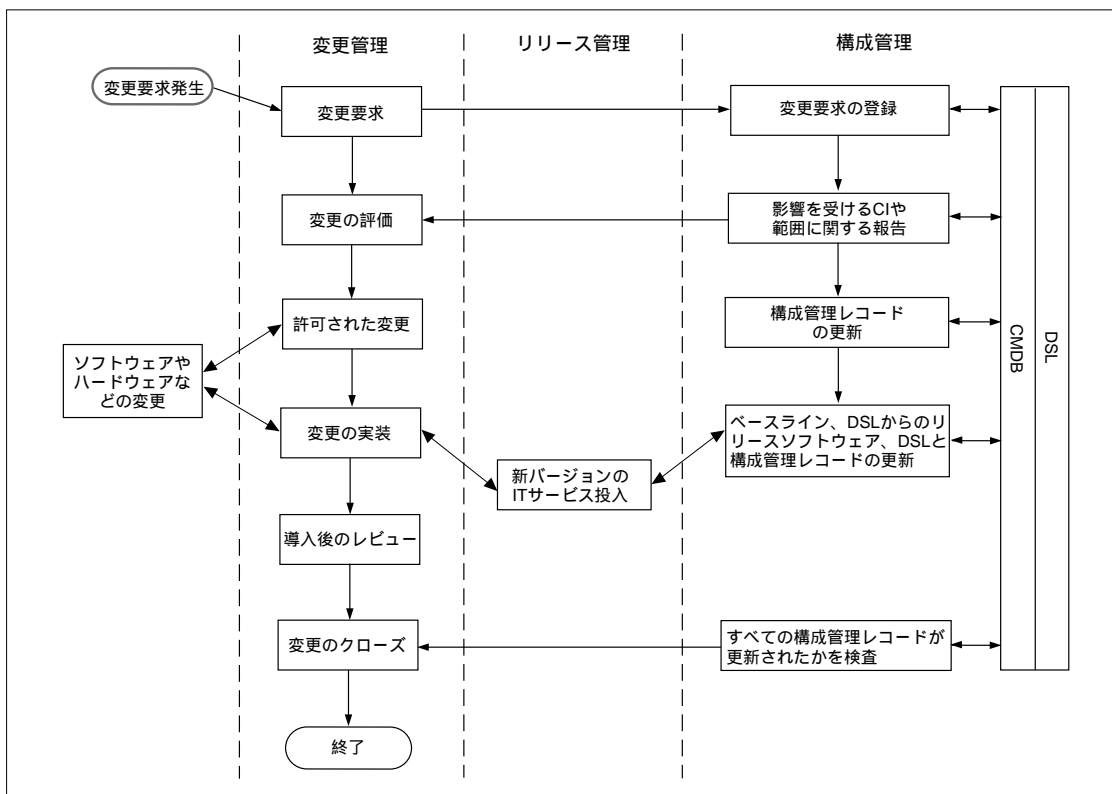 変更管理
リリース管理
構成管理
変更要求発生
変更要求
変更要求の登録
変更の評価
影響を受けるCIや
範囲に関する報告
許可された変更
構成管理レコード
の更新
ソフトウェアや
ハードウェアな
どの変更
変更の実装
ベースライン、DSLからのリ
リースソフトウェア、DSLと
構成管理レコードの更新
新バージョンの
ITサービス投入
導入後のレビュー
変更のクローズ
すべての構成管理レコードが
更新されたかを検査
終了
CMDB
DSL